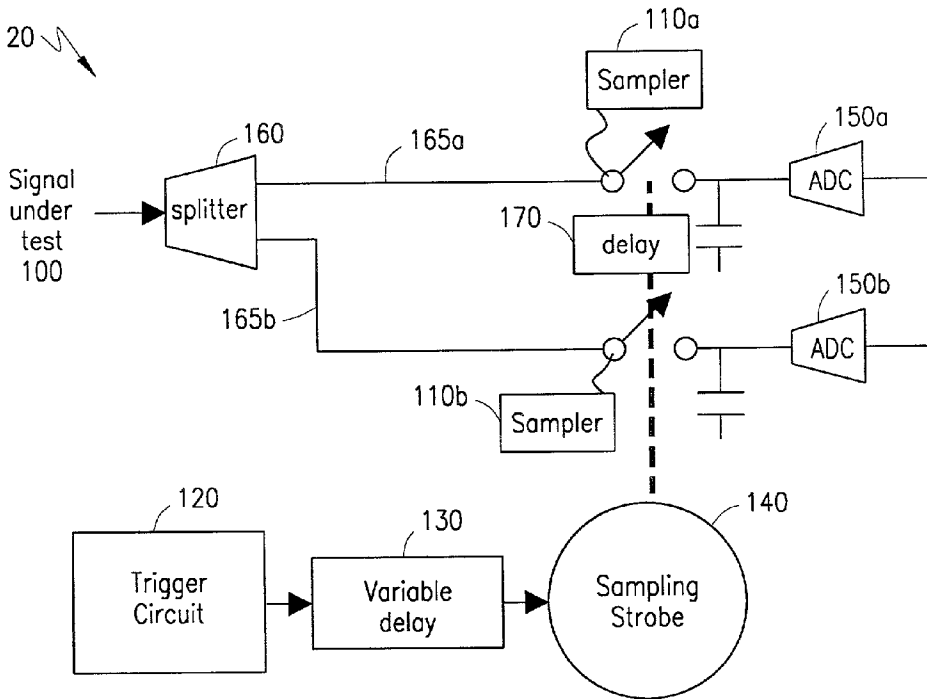 20
110a
Sampler
160
165a
150a
Signal
under
test
100
splitter
ADC
170
delay
165b
150b
ADC
110b
Sampler
120
130
140
Trigger
Circuit
Variable
delay
Sampling
Strobe